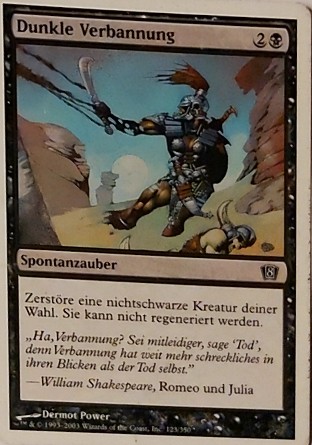 Dunkle Verbannung 2
Spontanzauber 8
Zerstöre eine nichtschwarze Kreatur deiner
Wahl. Sie kann nicht regeneriert werden.
„Ha, Verbannung? Sei mitleidiger, sage ‘Tod’,
denn Verbannung hat weit mehr schreckliches in
ihren Blicken als der Tod selbst.”
—William Shakespeare, Romeo und Julia
Dermot Power
™ & © 1993–2003 Wizards of the Coast, Inc. 123/350